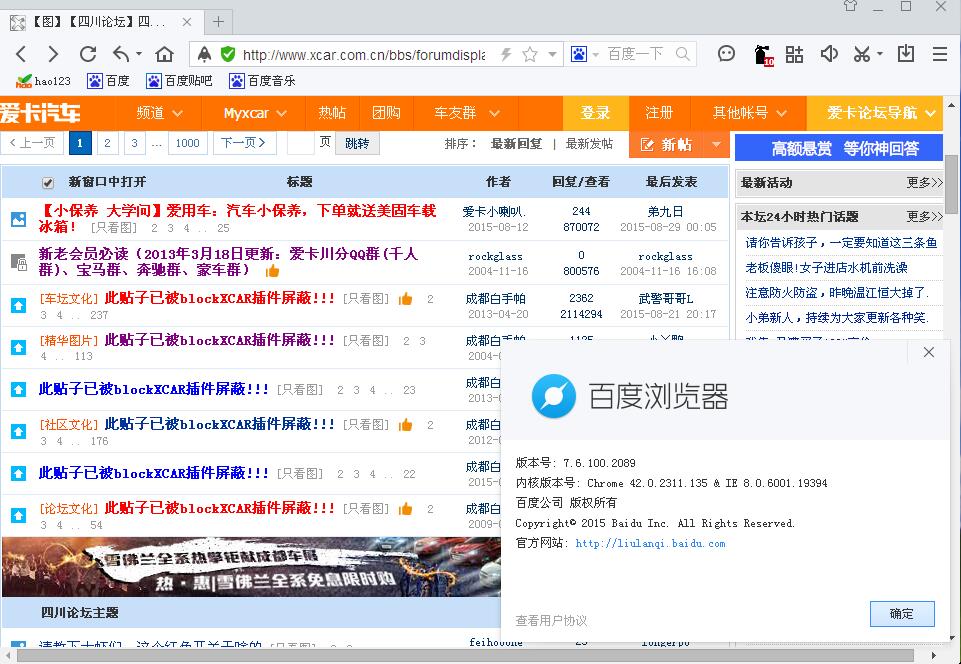 【图】【四川论坛】四...
http://www.xcar.com.cn/bbs/forumdispla
百度一下
10
hao123
百度
百度贴吧
百度音乐
爱卡汽车
频道
Myxcar
热帖
团购
车友群
登录
注册
其他帐号
爱卡论坛导航
<上一页 1 2 3 ... 1000 下一页> 页 跳转
排序: 最新回复 | 最新发帖
新帖
高额悬赏 等你神回答
新窗口中打开 标题 作者 回复/查看 最后发表
【小保养 大学问】爱用车：汽车小保养，下单就送美固车载
冰箱！ [只看图] 2 3 4 .. 25
爱卡小喇叭.
2015-08-12
244
870072
弟九日
2015-08-29 00:05
新老会员必读（2013年3月18日更新：爱卡川分QQ群(千人
群)、宝马群、奔驰群、蒙车群）
rockglass
2004-11-16
0
800576
rockglass
2004-11-16 16:08
[车坛文化] 此贴子已被blockXCAR插件屏蔽!!! [只看图] 2
3 4 .. 237
成都白手帕
2013-04-20
2362
2114294
武警哥哥L
2015-08-21 20:17
[精华图片] 此贴子已被blockXCAR插件屏蔽!!! [只看图] 2 3
4 .. 113
成都白手帕
2004-
此贴子已被blockXCAR插件屏蔽!!! [只看图] 2 3 4 .. 23
成都白
2013-
[社区文化] 此贴子已被blockXCAR插件屏蔽!!! [只看图] 2
3 4 .. 176
成都白
2012-
此贴子已被blockXCAR插件屏蔽!!! [只看图] 2 3 4 .. 22
成都白
2015-
[论坛文化] 此贴子已被blockXCAR插件屏蔽!!! [只看图] 2
3 4 .. 54
成都白
2009-
雪佛兰全系热擎钜献成都车展
热·惠|雪佛兰全系免息限时购
四川论坛主题
最新活动 更多>>
本坛24小时热门话题 更多>>
请你告诉孩子，一定要知道这三条鱼
老板傻眼!女子进店水机前洗澡
注意防火防盗，昨晚温江恒大掉了.
小弟新人，持续为大家更新各种笑.
百度浏览器
版本号: 7.6.100.2089
内核版本号: Chrome 42.0.2311.135 & IE 8.0.6001.19394
百度公司 版权所有
Copyright© 2015 Baidu Inc. All Rights Reserved.
官方网站: http://liulanqi.baidu.com
查看用户协议
确定